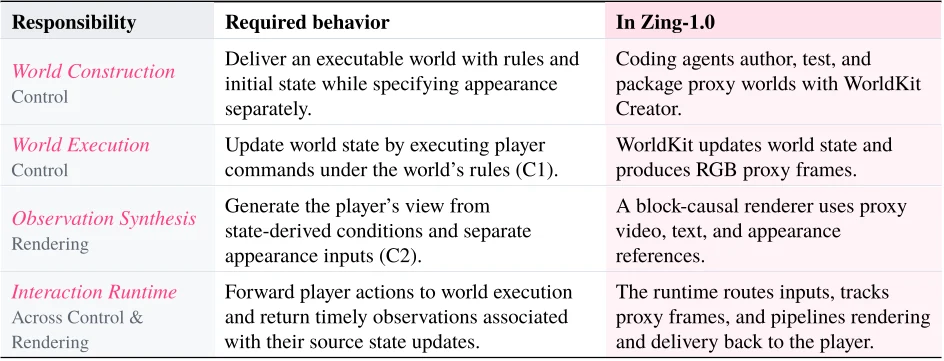 Responsibility Required behavior In Zing-1.0
World Construction
Control
Deliver an executable world with rules and
initial state while specifying appearance
separately.
Coding agents author, test, and
package proxy worlds with WorldKit
Creator.
World Execution
Control
Update world state by executing player
commands under the world's rules (C1).
WorldKit updates world state and
produces RGB proxy frames.
Observation Synthesis
Rendering
Generate the player's view from
state-derived conditions and separate
appearance inputs (C2).
A block-causal renderer uses proxy
video, text, and appearance
references.
Interaction Runtime
Across Control &
Rendering
Forward player actions to world execution
and return timely observations associated
with their source state updates.
The runtime routes inputs, tracks
proxy frames, and pipelines rendering
and delivery back to the player.